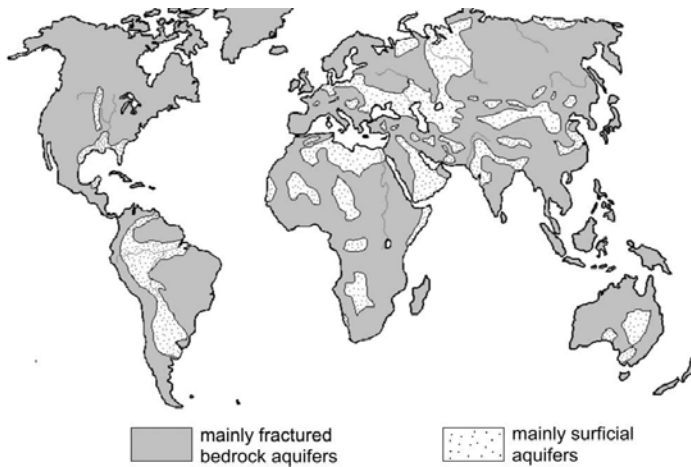 mainly fractured
bedrock aquifers
mainly surficial
aquifers